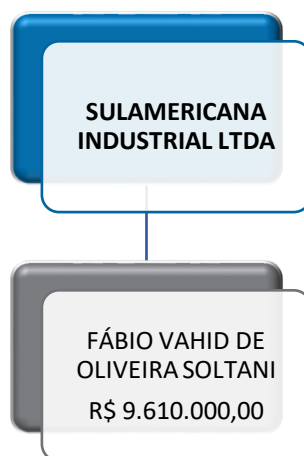 SULAMERICANA
INDUSTRIAL LTDA
FÁBIO VAHID DE
OLIVEIRA SOLTANI
R$ 9.610.000,00